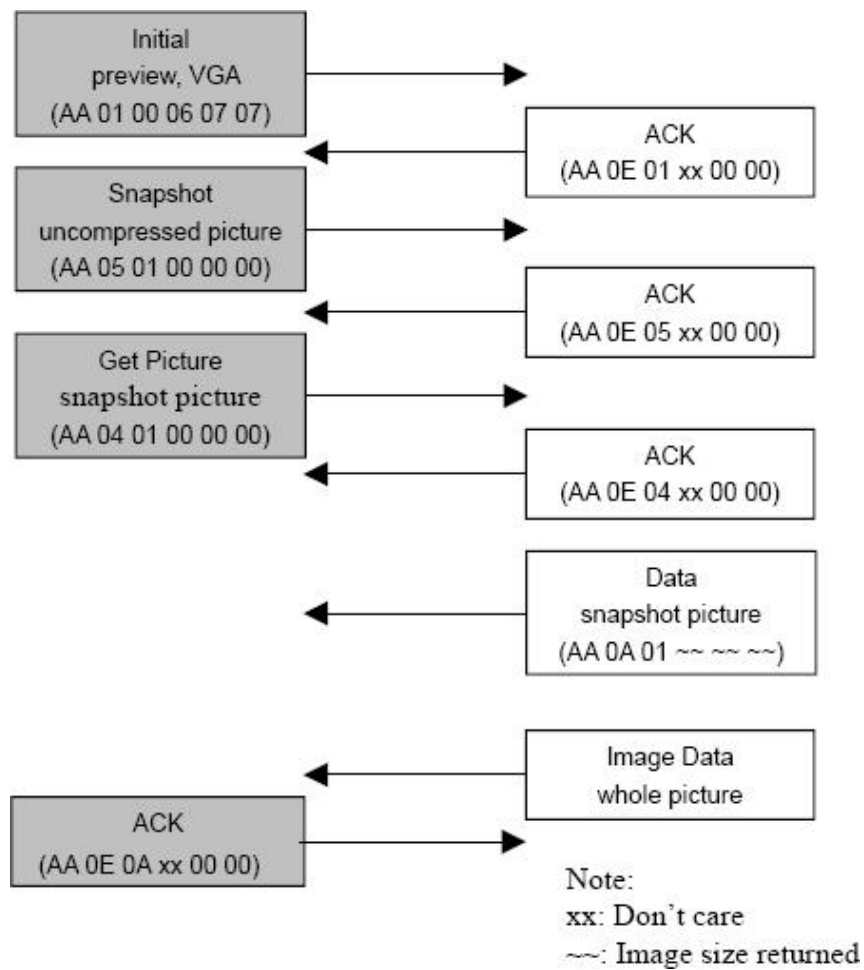 Initial
preview, VGA
(AA 01 00 06 07 07)
ACK
(AA 0E 01 xx 00 00)
Snapshot
uncompressed picture
(AA 05 01 00 00 00)
ACK
(AA 0E 05 xx 00 00)
Get Picture
snapshot picture
(AA 04 01 00 00 00)
ACK
(AA 0E 04 xx 00 00)
Data
snapshot picture
(AA 0A 01 ~~ ~~ ~~)
Image Data
whole picture
ACK
(AA 0E 0A xx 00 00)
Note:
xx: Don't care
~~: Image size returned